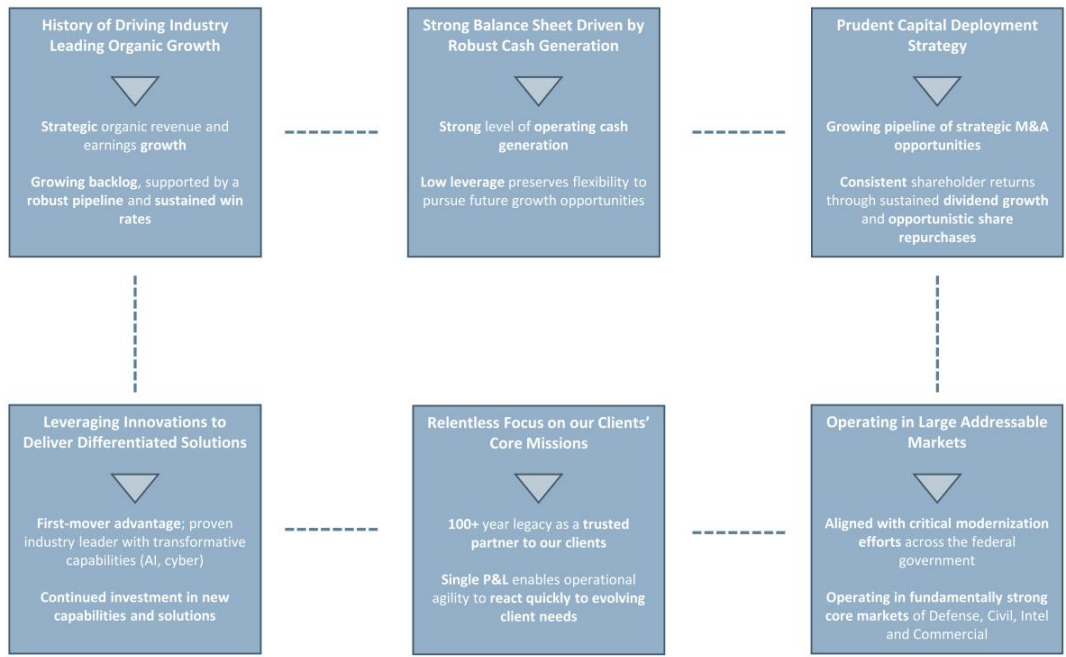 History of Driving Industry
Leading Organic Growth
Strategic organic revenue and
earnings growth
Growing backlog, supported by a
robust pipeline and sustained win
rates
Strong Balance Sheet Driven by
Robust Cash Generation
Strong level of operating cash
generation
Low leverage preserves flexibility to
pursue future growth opportunities
Prudent Capital Deployment
Strategy
Growing pipeline of strategic M&A
opportunities
Consistent shareholder returns
through sustained dividend growth
and opportunistic share
repurchases
Leveraging Innovations to
Deliver Differentiated Solutions
First-mover advantage; proven
industry leader with transformative
capabilities (AI, cyber)
Continued investment in new
capabilities and solutions
Relentless Focus on our Clients’
Core Missions
100+ year legacy as a trusted
partner to our clients
Single P&L enables operational
agility to react quickly to evolving
client needs
Operating in Large Addressable
Markets
Aligned with critical modernization
efforts across the federal
government
Operating in fundamentally strong
core markets of Defense, Civil, Intel
and Commercial